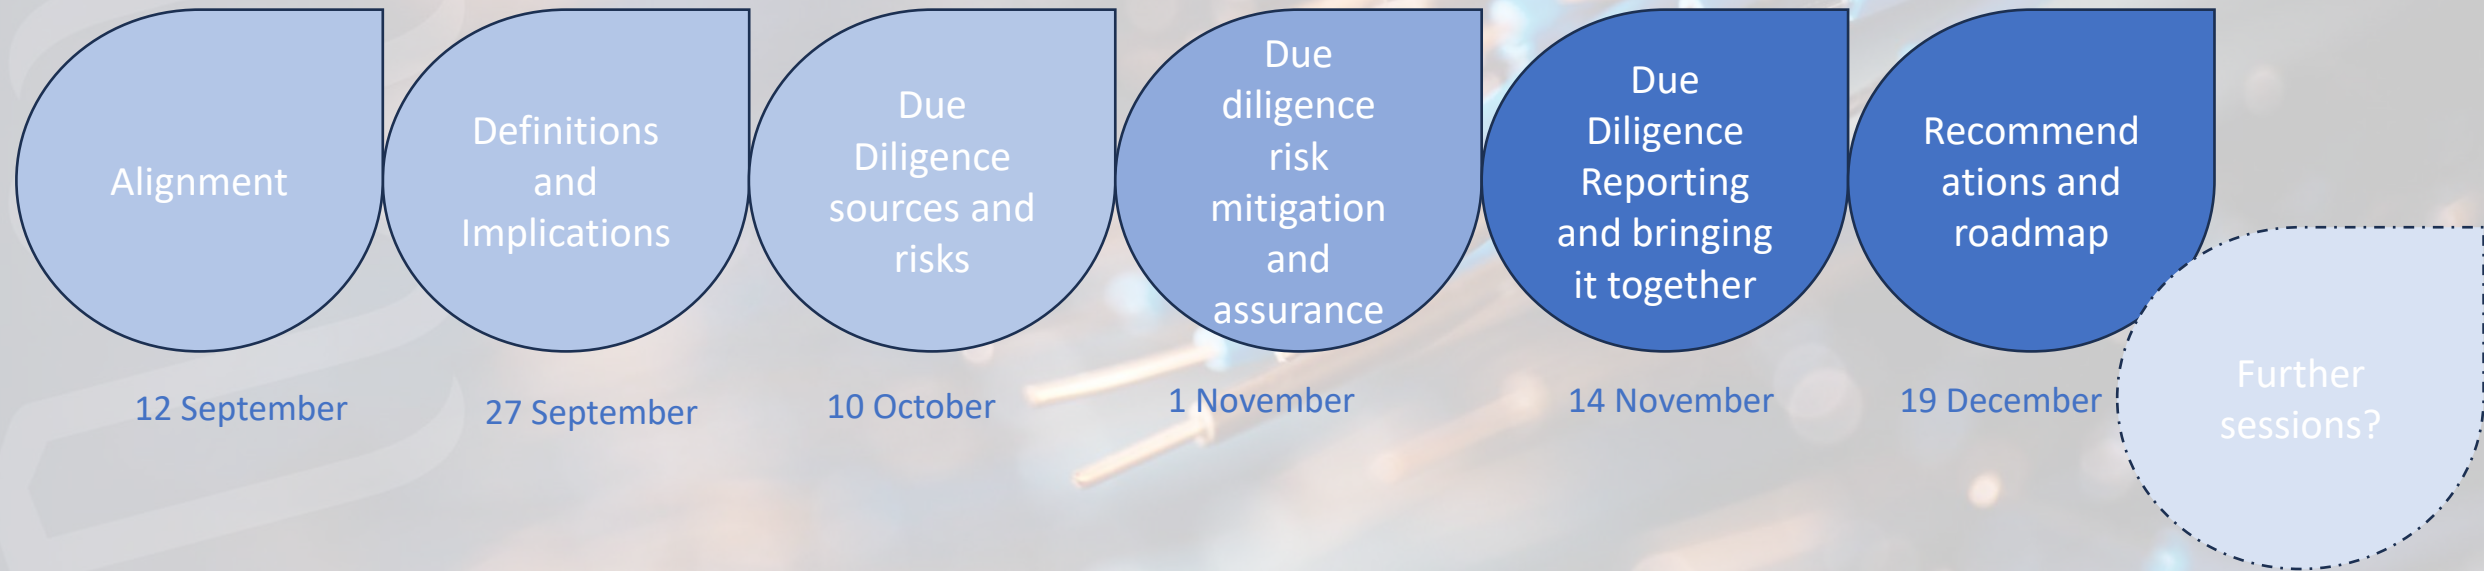 Alignment
12 September
Definitions
and
Implications
27 September
Due
Diligence
sources and
risks
10 October
Due
diligence
risk
mitigation
and
assurance
1 November
Due
Diligence
Reporting
and bringing
it together
14 November
Recommend
ations and
roadmap
19 December
Further
sessions?